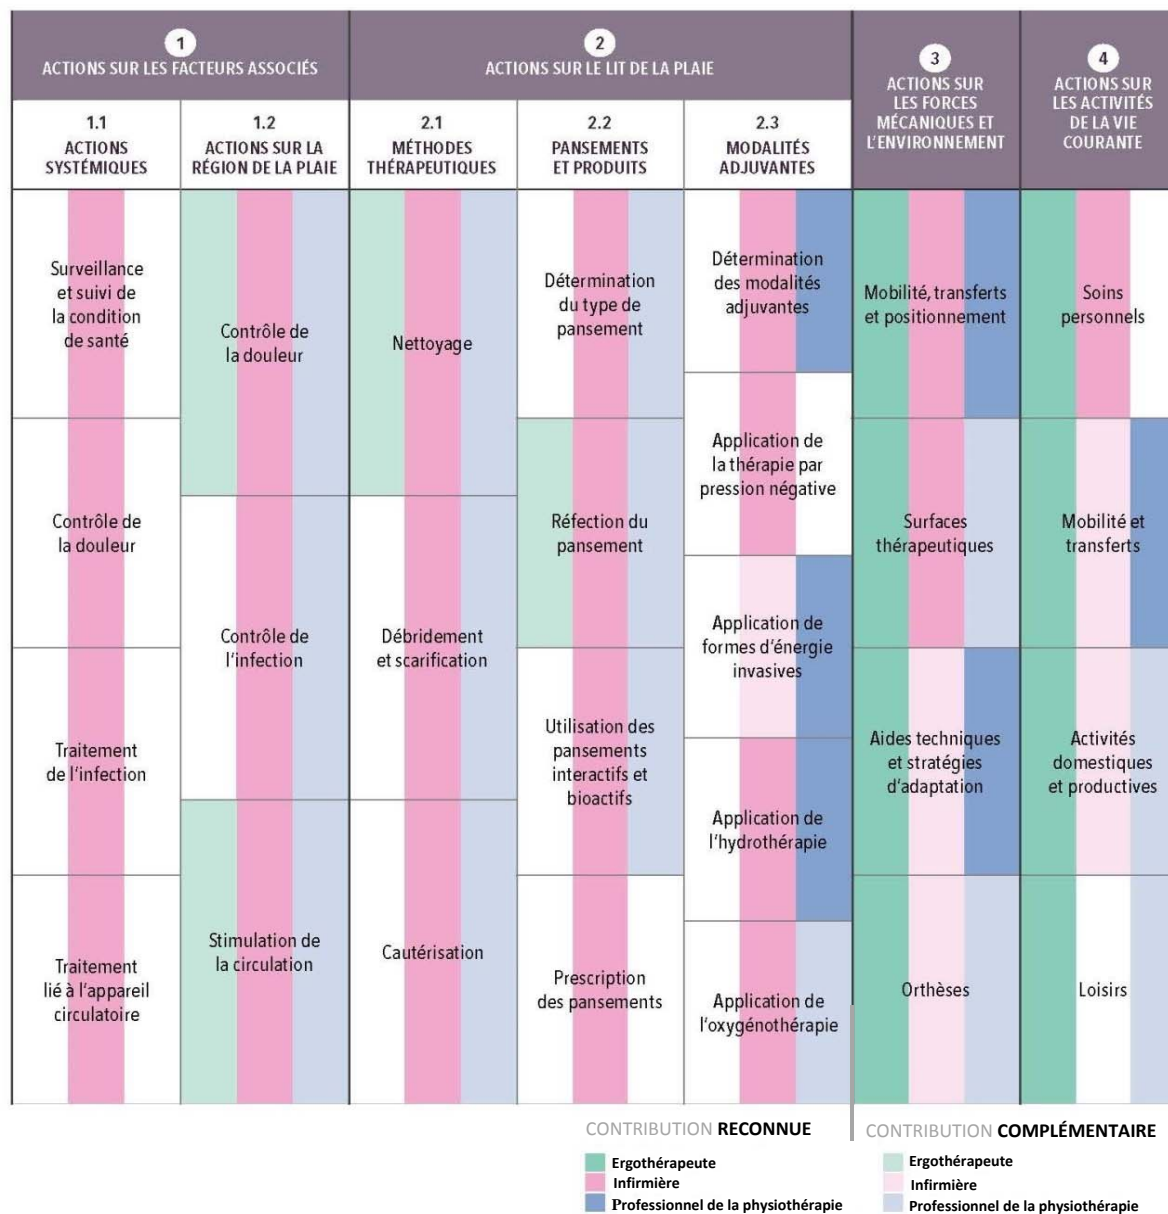 1
ACTIONS SUR LES FACTEURS ASSOCIÉS
2
ACTIONS SUR LE LIT DE LA PLAIE
3
ACTIONS SUR
LES FORCES
MÉCANIQUES ET
L'ENVIRONNEMENT
4
ACTIONS SUR
LES ACTIVITÉS
DE LA VIE
COURANTE
1.1
ACTIONS
SYSTÉMIQUES
1.2
ACTIONS SUR LA
RÉGION DE LA PLAIE
2.1
MÉTHODES
THÉRAPEUTIQUES
2.2
PANSEMENTS
ET PRODUITS
2.3
MODALITÉS
ADJUVANTES
Surveillance
et suivi de
la condition
de santé
Contrôle de
la douleur
Traitement
de l'infection
Traitement
lié à l'appareil
circulatoire
Contrôle de
la douleur
Contrôle de
l'infection
Stimulation de
la circulation
Nettoyage
Débridement
et scarification
Cautérisation
Détermination
du type de
pansement
Réfection du
pansement
Utilisation des
pansements
interactifs et
bioactifs
Prescription
des pansements
Détermination
des modalités
adjuvantes
Application de
la thérapie par
pression négative
Application de
formes d'énergie
invasives
Application de
l'hydrothérapie
Application de
l'oxygénothérapie
Mobilité, transferts
et positionnement
Surfaces
thérapeutiques
Aides techniques
et stratégies
d'adaptation
Orthèses
Soins
personnels
Mobilité et
transferts
Activités
domestiques
et productives
Loisirs
CONTRIBUTION RECONNUE
Ergothérapeute
Infirmière
Professionnel de la physiothérapie
CONTRIBUTION COMPLÉMENTAIRE
Ergothérapeute
Infirmière
Professionnel de la physiothérapie